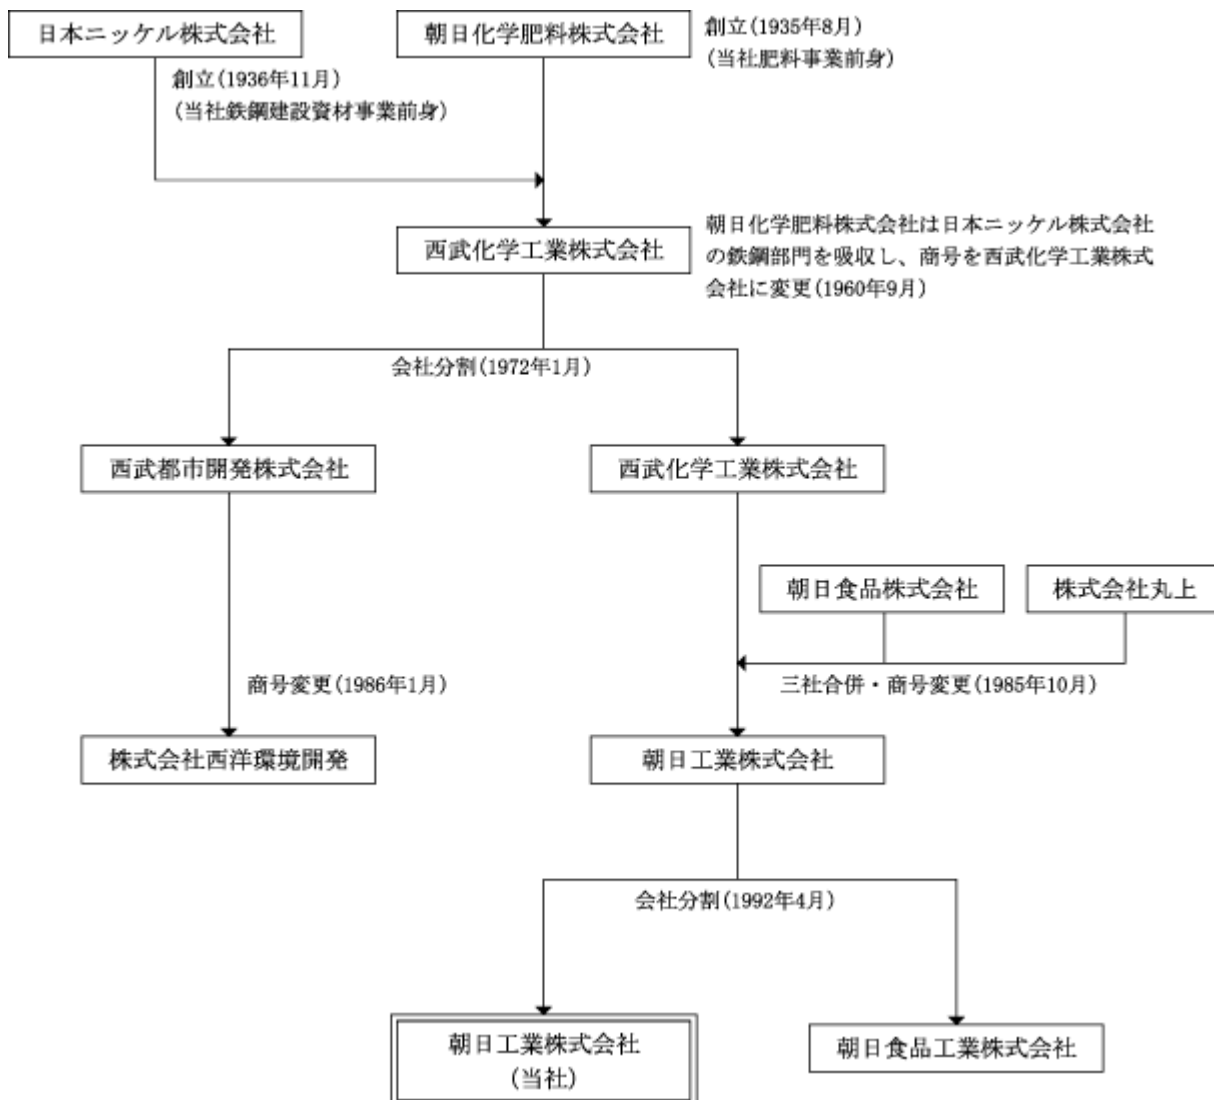 日本ニッケル株式会社
朝日化学肥料株式会社
創立(1935年8月)
(当社肥料事業前身)
創立(1936年11月)
(当社鉄鋼建設資材事業前身)
西武化学工業株式会社
朝日化学肥料株式会社は日本ニッケル株式会社
の鉄鋼部門を吸収し、商号を西武化学工業株式
会社に変更(1960年9月)
会社分割(1972年1月)
西武都市開発株式会社
西武化学工業株式会社
朝日食品株式会社
株式会社丸上
商号変更(1986年1月)
三社合併・商号変更(1985年10月)
株式会社西洋環境開発
朝日工業株式会社
会社分割(1992年4月)
朝日工業株式会社
(当社)
朝日食品工業株式会社